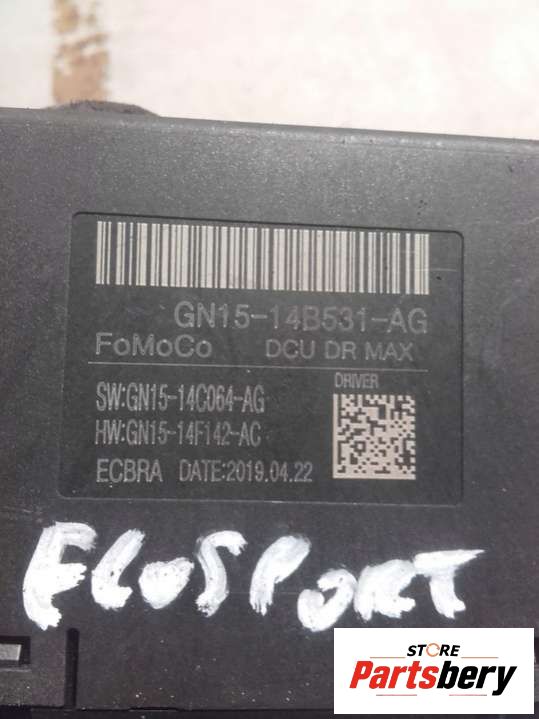 GN15-14B531-AG
FoMoCo DCU DR MAX
SW:GN15-14C064-AG
DRIVER
HW:GN15-14F142-AC
ECBRA DATE:2019.04.22
ECOSPORT
STORE
Partsbery